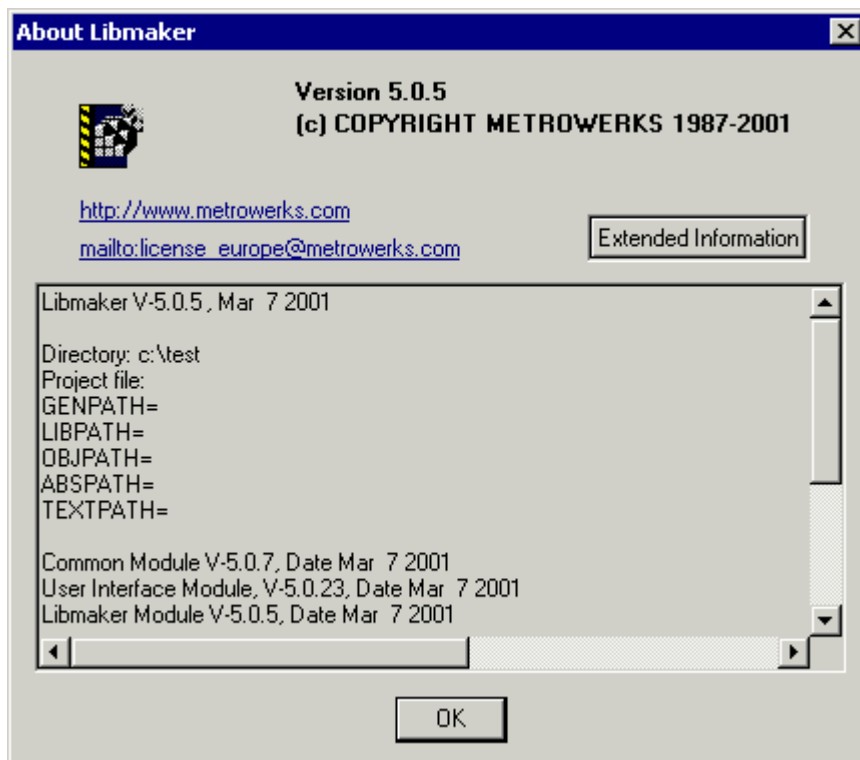 About Libmaker
Version 5.0.5
(c) COPYRIGHT METROWERKS 1987-2001
http://www.metrowerks.com
mailto:license_europe@metrowerks.com
Extended Information
Libmaker V-5.0.5 , Mar  7 2001
Directory: c:\test
Project file:
GENPATH=
LIBPATH=
OBJPATH=
ABSPATH=
TEXTPATH=
Common Module V-5.0.7, Date Mar  7 2001
User Interface Module, V-5.0.23, Date Mar  7 2001
Libmaker Module V-5.0.5, Date Mar  7 2001
OK